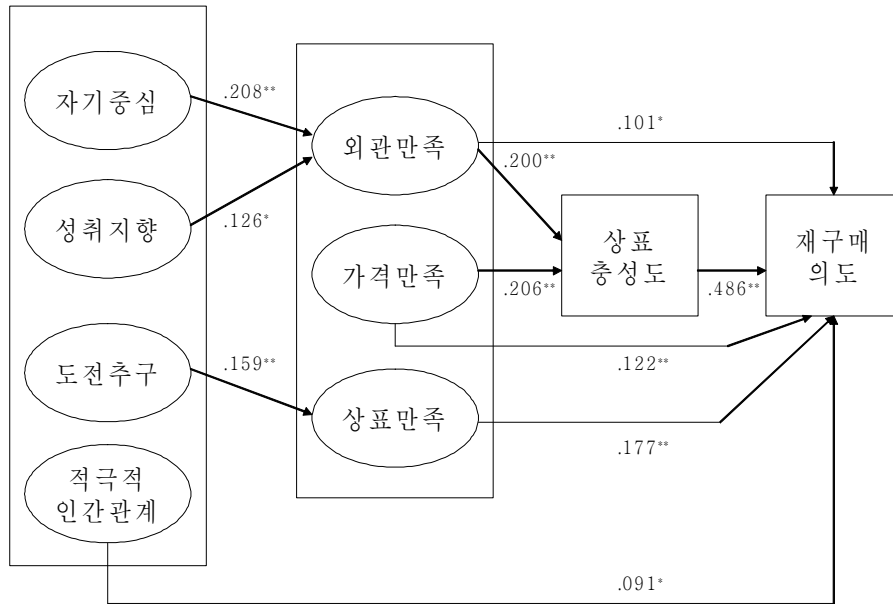 자기중심
.208**
외관만족
.101*
.200**
성취지향
.126*
상표
충성도
재구매
의도
가격만족
.206**
.486**
도전추구
.159**
.122**
상표만족
.177**
적극적
인간관계
.091*